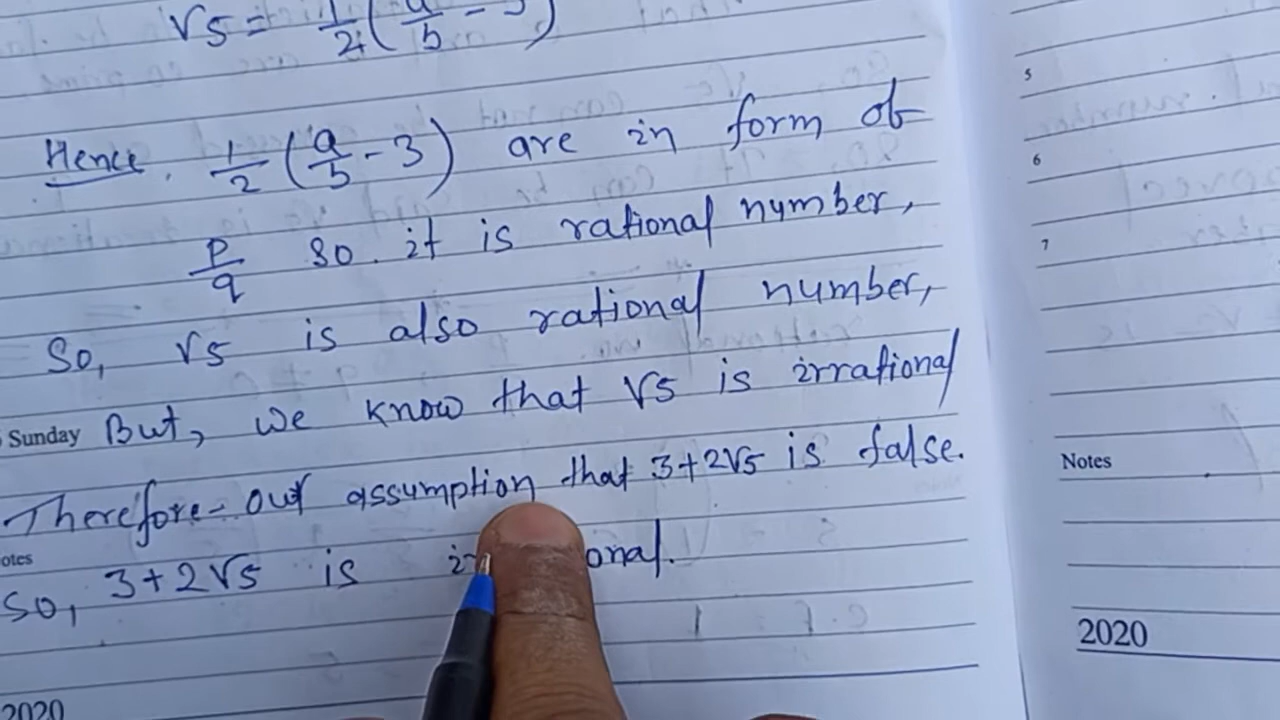 √5 = 1/2 (a/b - 3)
Hence, 1/2 (a/b - 3) are in form of
p/q so it is rational number,
So, √5 is also rational number,
Sunday But, we know that √5 is irrational
Therefore- our assumption that 3+2√5 is false.
otes
So, 3+2√5 is onal.
2020
5
6
7
Notes
2020